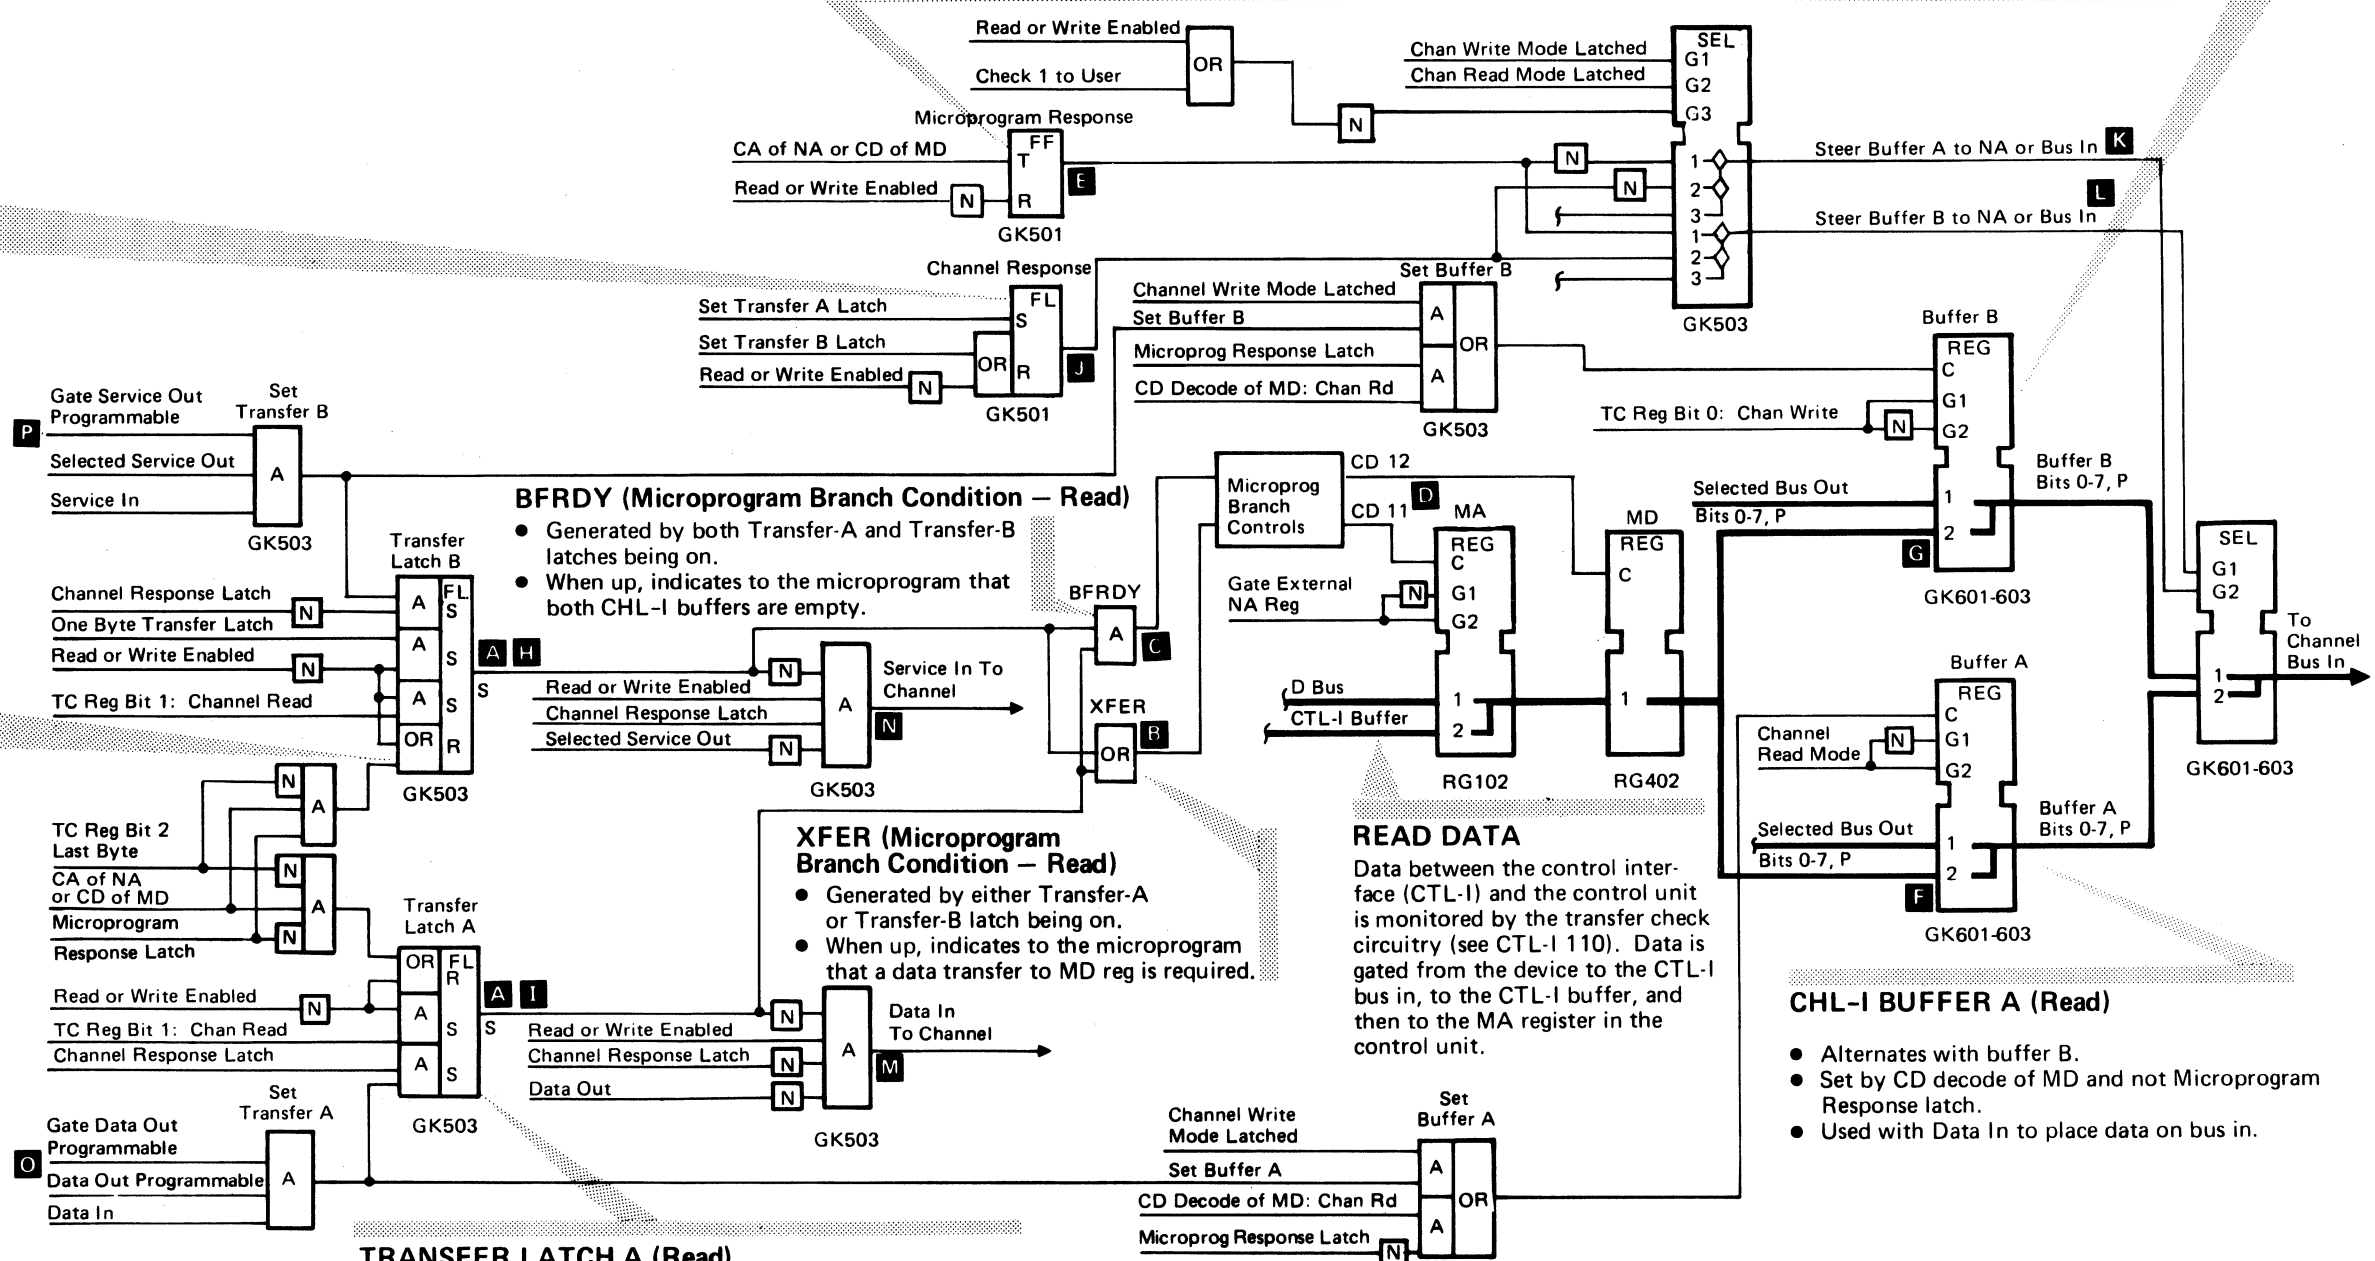 Read or Write Enabled
Check 1 to User
OR
N
Chan Write Mode Latched
Chan Read Mode Latched
SEL
G1
G2
G3
Microprogram Response
CA of NA or CD of MD
Read or Write Enabled
N
FF
T
R
E
GK501
N
N
1
2
3
1
2
3
GK503
Steer Buffer A to NA or Bus In
K
L
Steer Buffer B to NA or Bus In
Channel Response
Set Transfer A Latch
Set Transfer B Latch
Read or Write Enabled
N
FL
S
OR
R
J
GK501
Set Buffer B
Channel Write Mode Latched
Set Buffer B
Microprog Response Latch
CD Decode of MD: Chan Rd
A
A
OR
GK503
Buffer B
REG
C
G1
G2
TC Reg Bit 0: Chan Write
N
Selected Bus Out
Bits 0-7, P
1
2
G
GK601-603
Buffer B
Bits 0-7, P
Gate Service Out
Programmable
P
Selected Service Out
Service In
Set
Transfer B
A
GK503
BFRDY (Microprogram Branch Condition — Read)
● Generated by both Transfer-A and Transfer-B
latches being on.
● When up, indicates to the microprogram that
both CHL-I buffers are empty.
Transfer
Latch B
Channel Response Latch
N
One Byte Transfer Latch
Read or Write Enabled
N
TC Reg Bit 1: Channel Read
A
A
A
OR
FL
S
S
S
R
A H
S
GK503
N
Read or Write Enabled
Channel Response Latch
Selected Service Out
N
A
GK503
Service In To
Channel
N
BFRDY
A
C
XFER
OR
B
Microprog
Branch
Controls
CD 12
D
CD 11
MA
REG
C
G1
G2
Gate External
NA Reg
N
D Bus
CTL-I Buffer
1
2
RG102
MD
REG
C
1
RG402
SEL
G1
G2
1
2
GK601-603
To
Channel
Bus In
Buffer A
REG
C
G1
G2
Channel
Read Mode
N
Selected Bus Out
Bits 0-7, P
1
2
F
GK601-603
Buffer A
Bits 0-7, P
N
A
TC Reg Bit 2
Last Byte
CA of NA
or CD of MD
Microprogram
Response Latch
N
N
A
Transfer
Latch A
Read or Write Enabled
N
TC Reg Bit 1: Chan Read
Channel Response Latch
OR
A
A
FL
R
S
S
A I
S
GK503
XFER (Microprogram
Branch Condition — Read)
● Generated by either Transfer-A
or Transfer-B latch being on.
● When up, indicates to the microprogram
that a data transfer to MD reg is required.
N
Read or Write Enabled
Channel Response Latch
N
Data Out
N
A
GK503
Data In
To Channel
M
READ DATA
Data between the control inter-
face (CTL-I) and the control unit
is monitored by the transfer check
circuitry (see CTL-I 110). Data is
gated from the device to the CTL-I
bus in, to the CTL-I buffer, and
then to the MA register in the
control unit.
CHL-I BUFFER A (Read)
● Alternates with buffer B.
● Set by CD decode of MD and not Microprogram
Response latch.
● Used with Data In to place data on bus in.
Set
Transfer A
Gate Data Out
Programmable
O
Data Out Programmable
Data In
A
Set
Buffer A
Channel Write
Mode Latched
Set Buffer A
CD Decode of MD: Chan Rd
Microprog Response Latch
N
A
A
OR
TRANSFER LATCH A (Read)